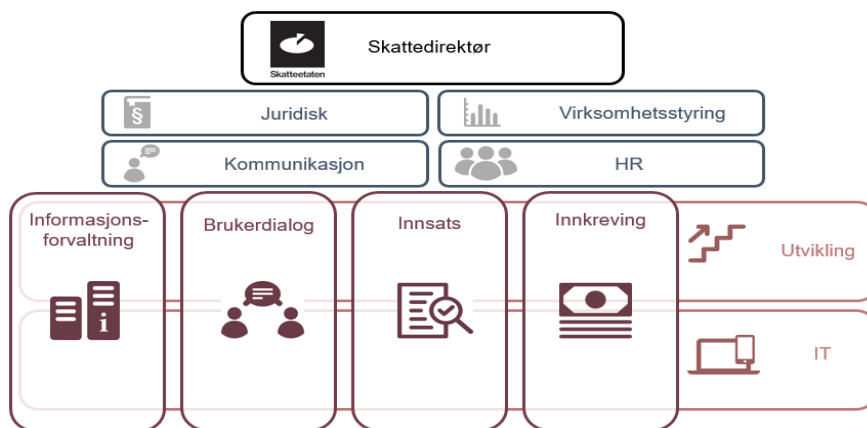 Skattedirektør
Skatteetaten
§
Juridisk
Virksomhetsstyring
Kommunikasjon
HR
Informasjons-
forvaltning
Brukerdialog
Innsats
Innkreving
Utvikling
i
IT